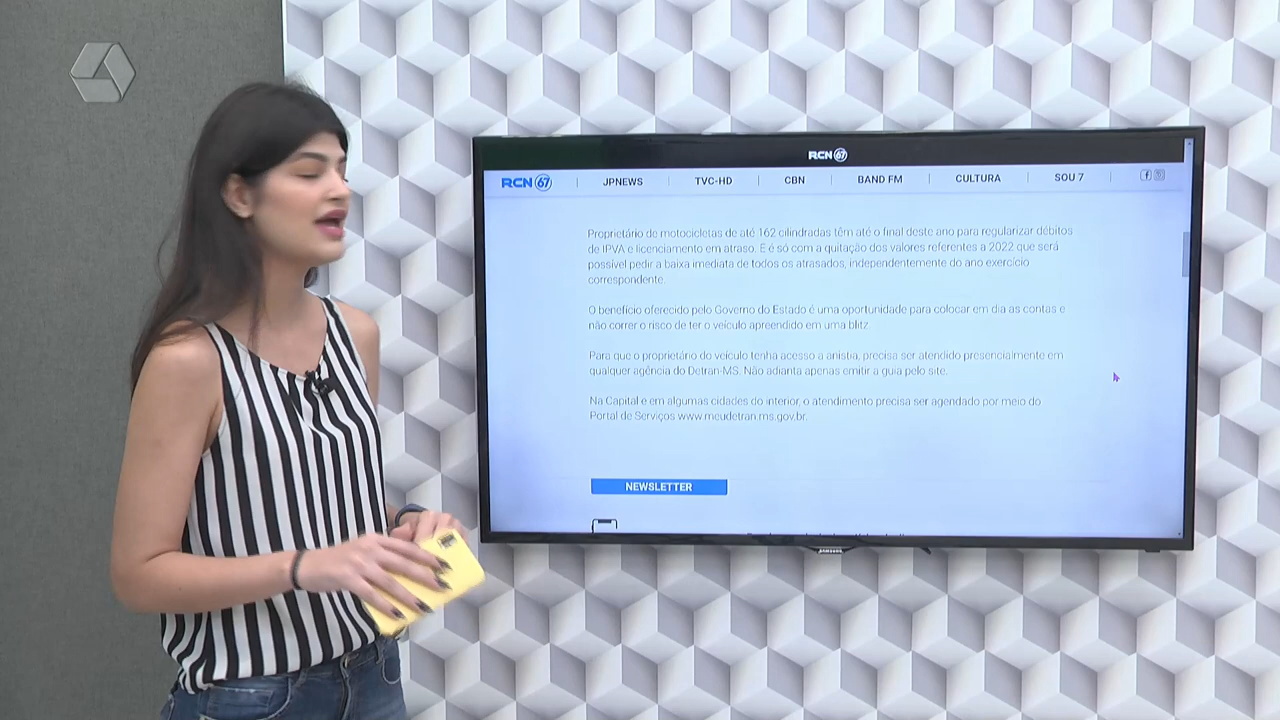 RCN 67
RCN 67
JPNEWS
TVC-HD
CBN
BAND FM
CULTURA
SOU 7
Proprietário de motocicletas de até 162 cilindradas têm até o final deste ano para regularizar débitos
de IPVA e licenciamento em atraso. E é só com a quitação dos valores referentes a 2022 que será
possível pedir a baixa imediata de todos os atrasados, independentemente do ano exercício
correspondente.
O benefício oferecido pelo Governo do Estado é uma oportunidade para colocar em dia as contas e
não correr o risco de ter o veículo apreendido em uma blitz
Para que o proprietário do veículo tenha acesso a anistia, precisa ser atendido presencialmente em
qualquer agência do Detran-MS. Não adianta apenas emitir a guia pelo site.
Na Capital e em algumas cidades do interior, o atendimento precisa ser agendado por meio do
Portal de Serviços www.meudetran.ms.gov.br.
NEWSLETTER
SAMSUNG